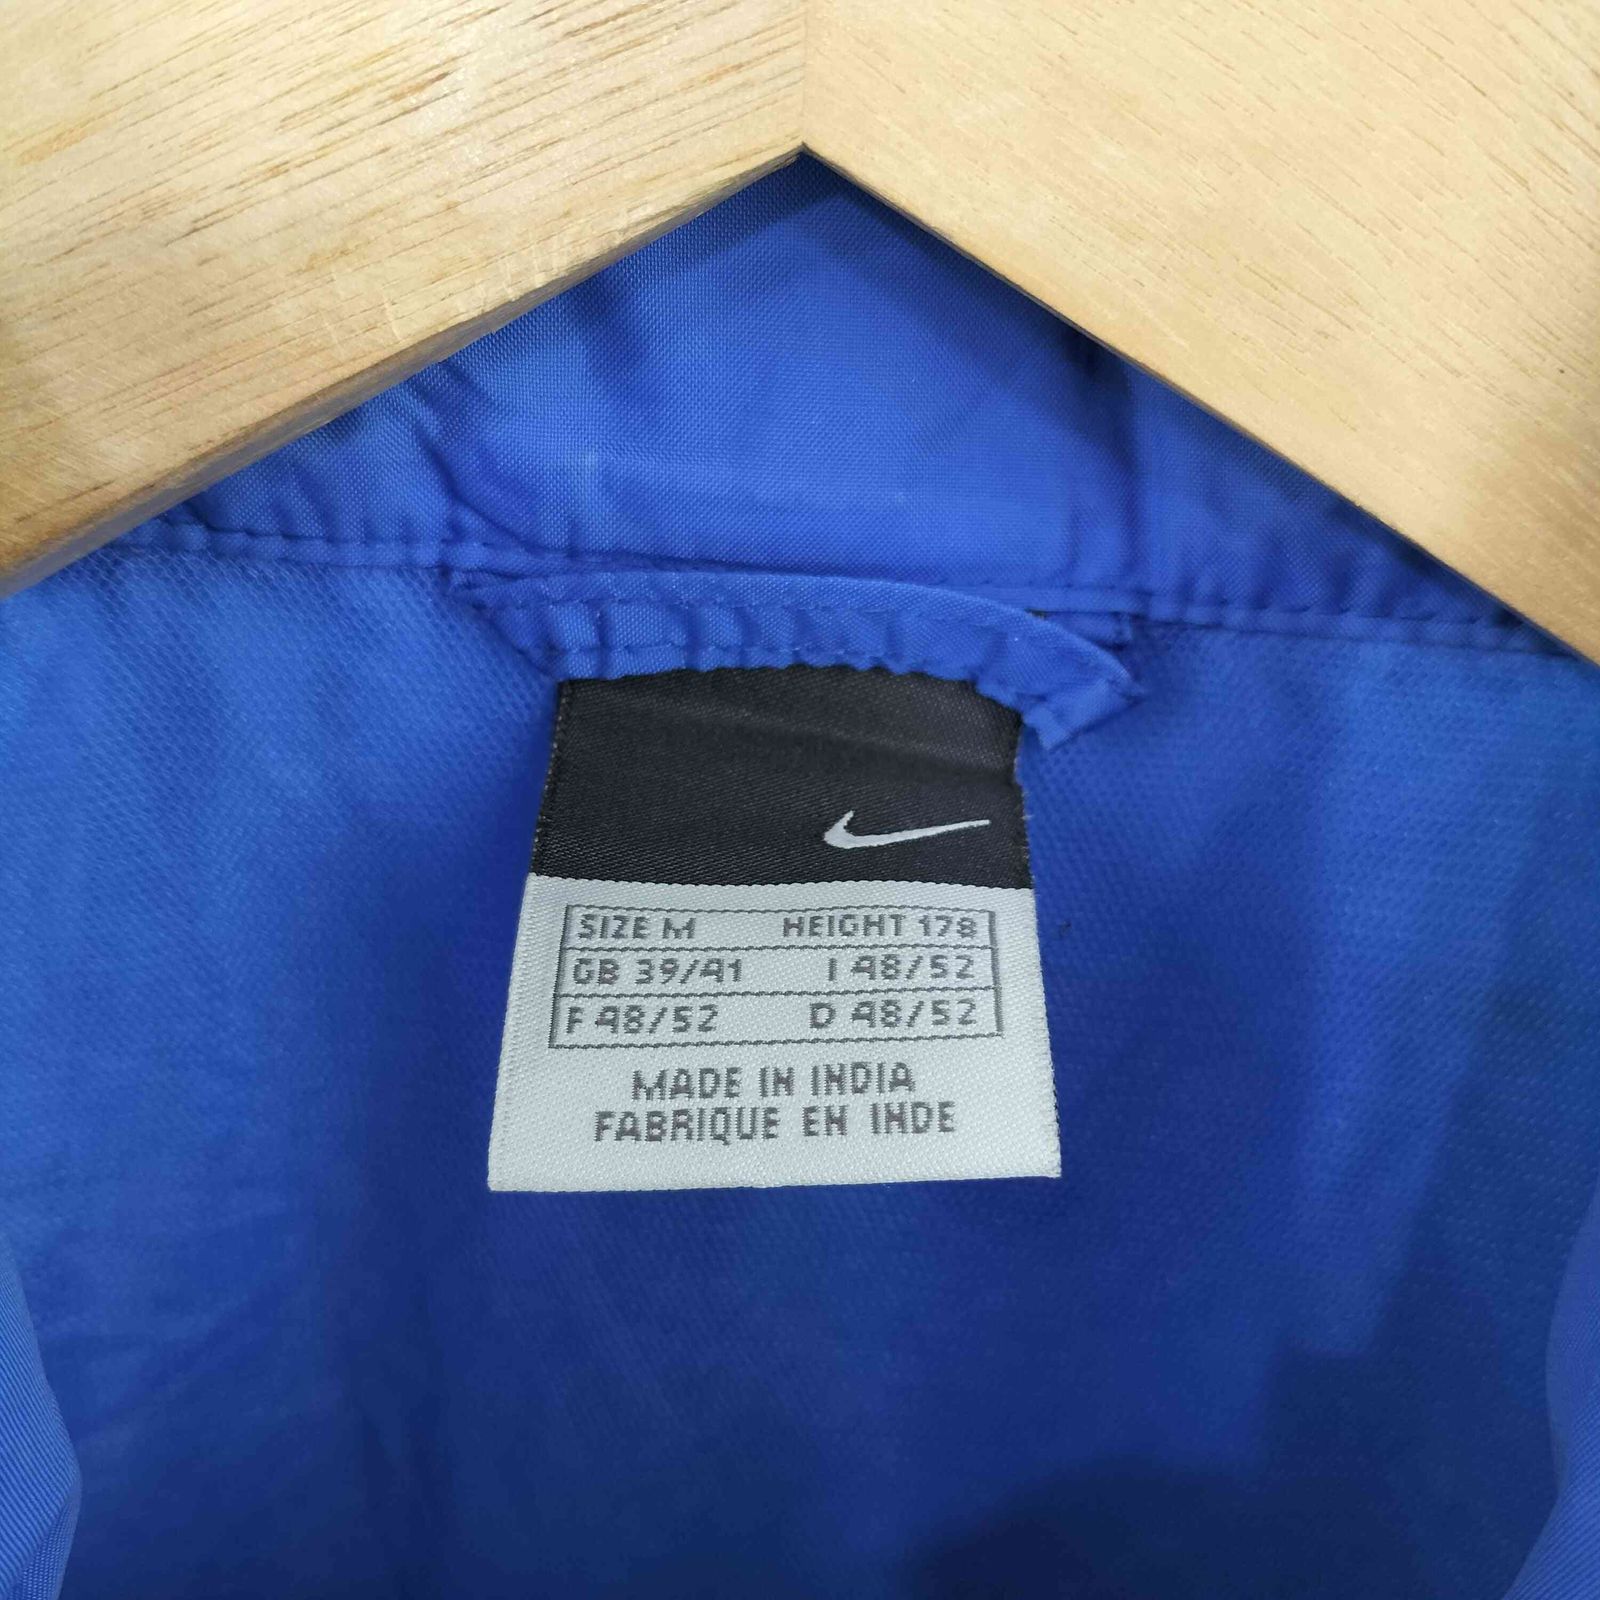 SIZE M HEIGHT 178
GB 39/41 I 48/52
F 48/52 D 48/52
MADE IN INDIA
FABRIQUE EN INDE